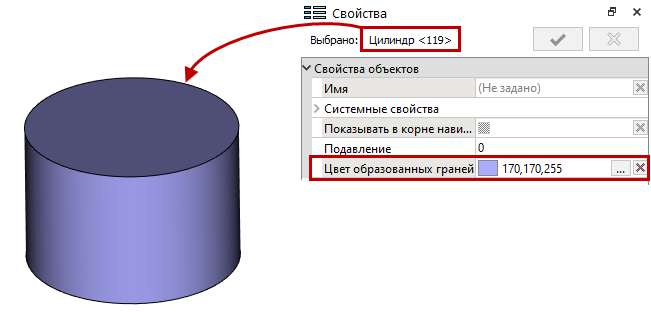 Свойства
Выбрано: Цилиндр <119>
Свойства объектов
Имя (Не задано)
Системные свойства
Показывать в корне нави...
Подавление 0
Цвет образованных граней 170,170,255 ...